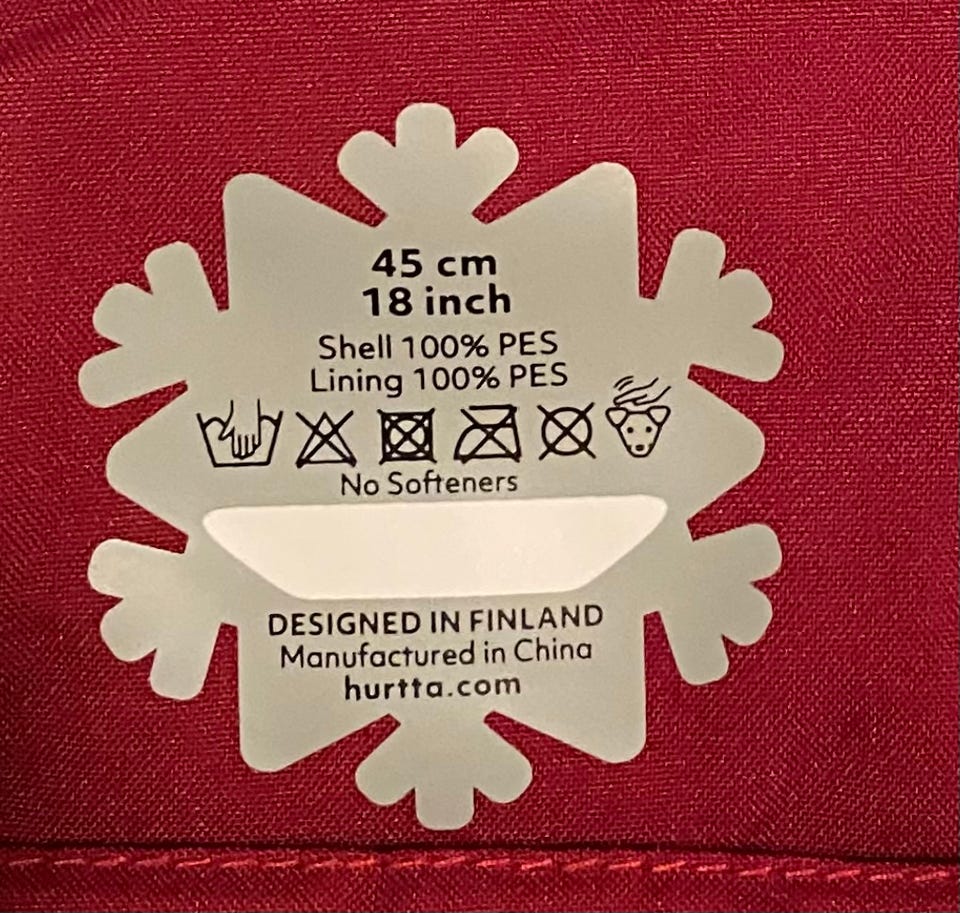 45 cm
18 inch
Shell 100% PES
Lining 100% PES
No Softeners
DESIGNED IN FINLAND
Manufactured in China
hurtta.com